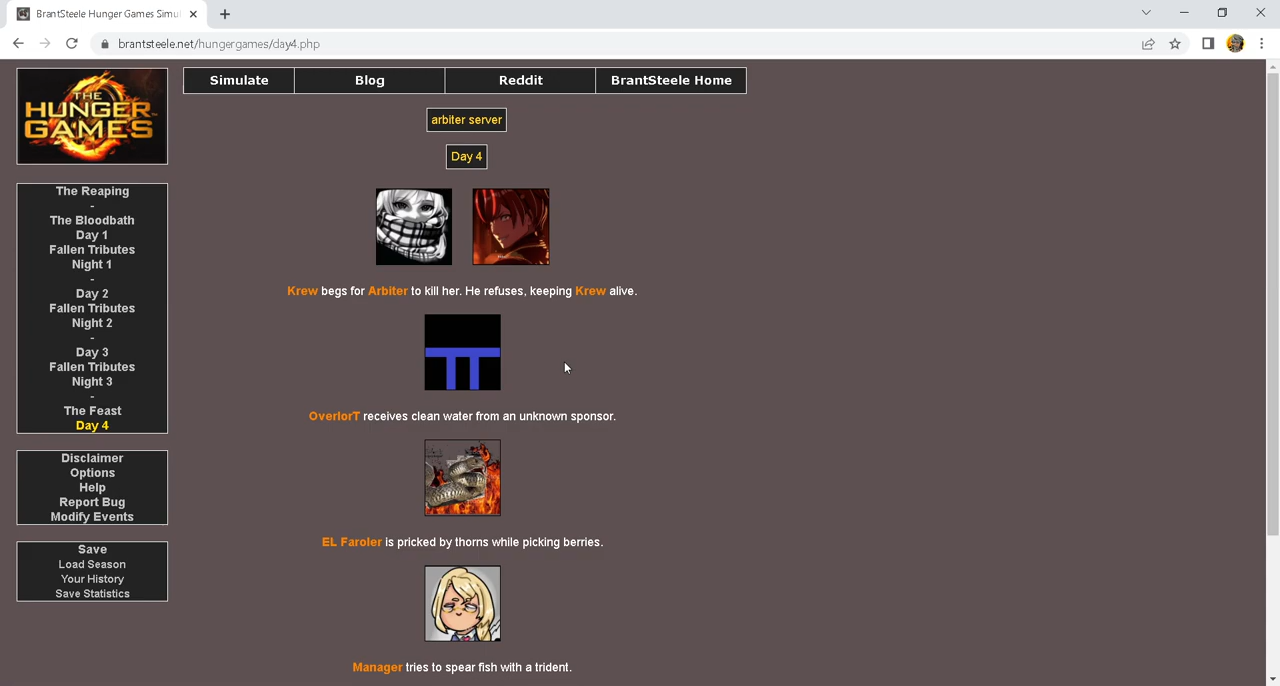 BrantSteele Hunger Games Simu
brantsteele.net/hungergames/day4.php
THE
HUNGER
GAMES
Simulate
Blog
Reddit
BrantSteele Home
arbiter server
Day 4
The Reaping
-
The Bloodbath
Day 1
Fallen Tributes
Night 1
-
Day 2
Fallen Tributes
Night 2
-
Day 3
Fallen Tributes
Night 3
-
The Feast
Day 4
Disclaimer
Options
Help
Report Bug
Modify Events
Save
Load Season
Your History
Save Statistics
Krew begs for Arbiter to kill her. He refuses, keeping Krew alive.
OverlorT receives clean water from an unknown sponsor.
EL Faroler is pricked by thorns while picking berries.
Manager tries to spear fish with a trident.